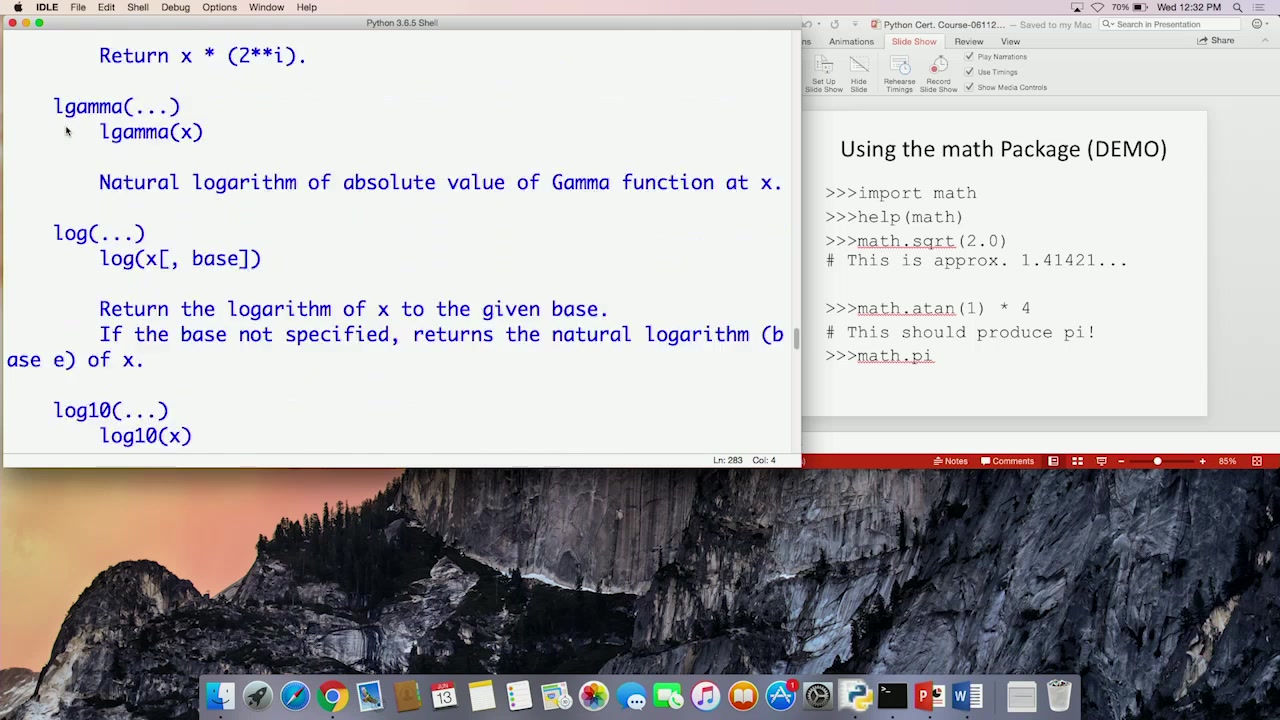 IDLE File Edit Shell Debug Options Window Help
70% Wed 12:32 PM
Python 3.6.5 Shell
Return x * (2**i).
lgamma(...)
lgamma(x)
Natural logarithm of absolute value of Gamma function at x.
log(...)
log(x[, base])
Return the logarithm of x to the given base.
If the base not specified, returns the natural logarithm (b
ase e) of x.
log10(...)
log10(x)
Ln: 283 Col: 4
Python Cert. Course-06112... — Saved to my Mac
Search in Presentation
ns Animations Slide Show Review View
Share
Set Up
Slide Show
Hide
Slide
Rehearse
Timings
Record
Slide Show
Play Narrations
Use Timings
Show Media Controls
Using the math Package (DEMO)
>>>import math
>>>help(math)
>>>math.sqrt(2.0)
# This is approx. 1.41421...
>>>math.atan(1) * 4
# This should produce pi!
>>>math.pi
Notes Comments
85%
JUN
13
1